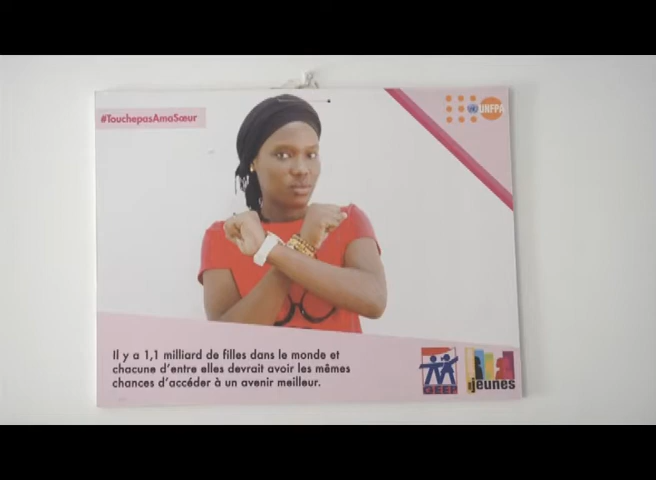 #TouchepasAmaSœur
UNFPA
Il y a 1,1 milliard de filles dans le monde et
chacune d'entre elles devrait avoir les mêmes
chances d'accéder à un avenir meilleur.
GEEP
jeunes